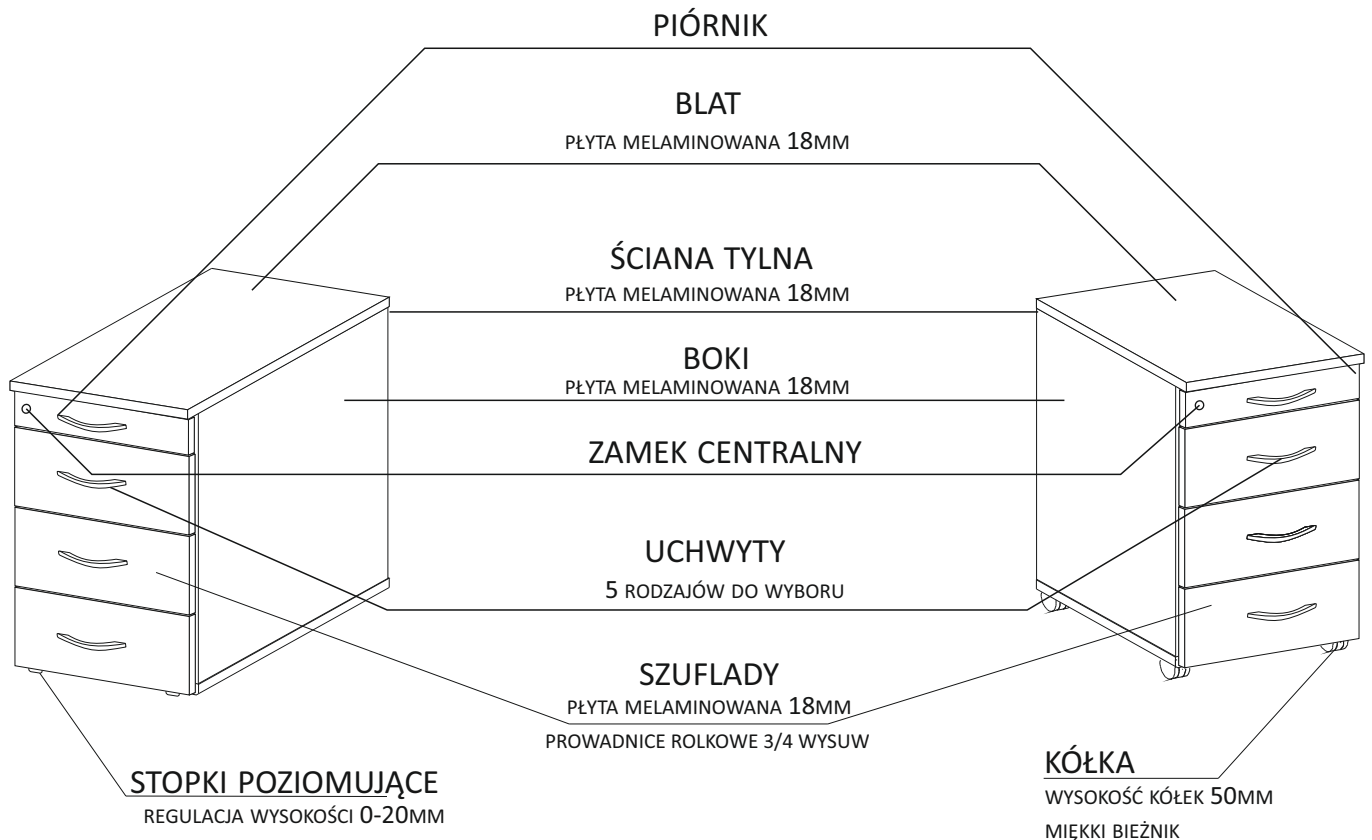 PIÓRNIK
BLAT
PŁYTA MELAMINOWANA 18MM
ŚCIANA TYLNA
PŁYTA MELAMINOWANA 18MM
BOKI
PŁYTA MELAMINOWANA 18MM
ZAMEK CENTRALNY
UCHWYTY
5 RODZAJÓW DO WYBORU
SZUFLADY
PŁYTA MELAMINOWANA 18MM
PROWADNICE ROLKOWE 3/4 WYSUW
STOPKI POZIOMUJĄCE
REGULACJA WYSOKOŚCI 0-20MM
KÓŁKA
WYSOKOŚĆ KÓŁEK 50MM
MIĘKKI BIEŻNIK